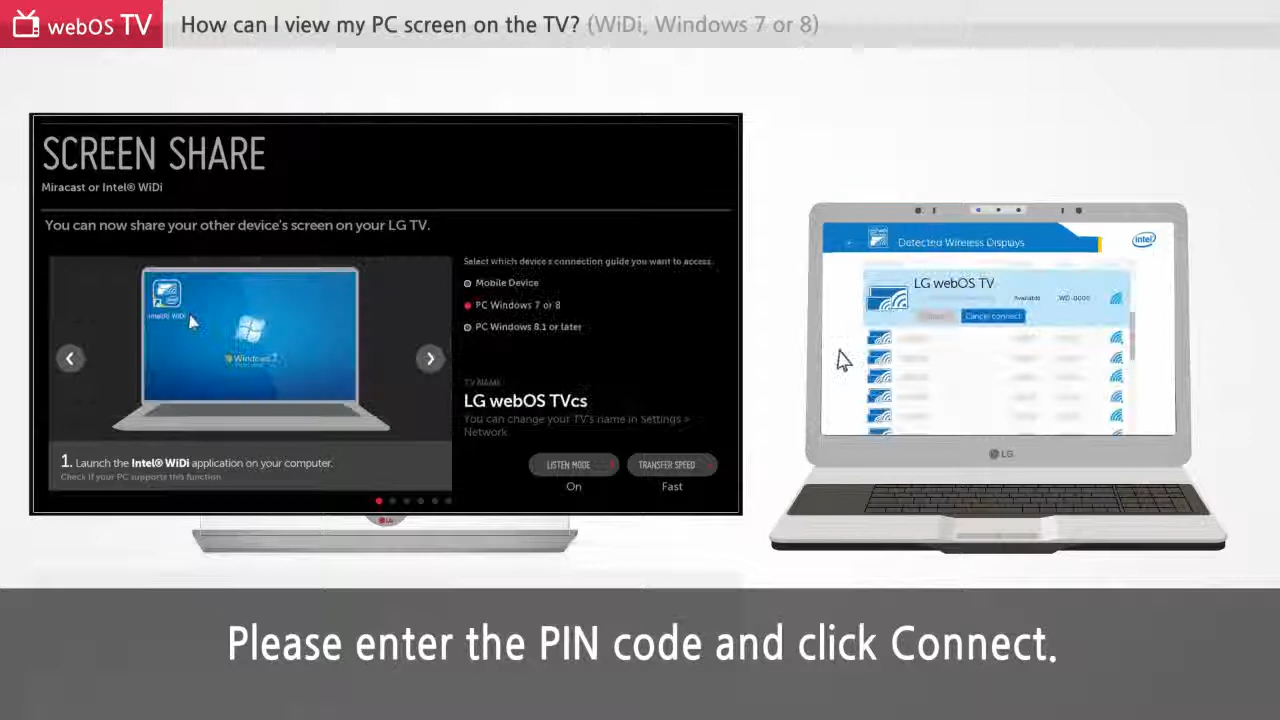 webOS TV
How can I view my PC screen on the TV? (WiDi, Windows 7 or 8)
SCREEN SHARE
Miracast or Intel® WiDi
You can now share your other device's screen on your LG TV.
Intel(R) WiDi
Windows 7
Select which device's connection guide you want to access.
Mobile Device
PC Windows 7 or 8
PC Windows 8.1 or later
TV NAME
LG webOS TVcs
You can change your TV's name in Settings >
Network.
LISTEN MODE
TRANSFER SPEED
On
Fast
1. Launch the Intel® WiDi application on your computer.
Check if your PC supports this function
LG
Detected Wireless Displays
intel
LG webOS TV
Available
Cancel connect
LG
Please enter the PIN code and click Connect.